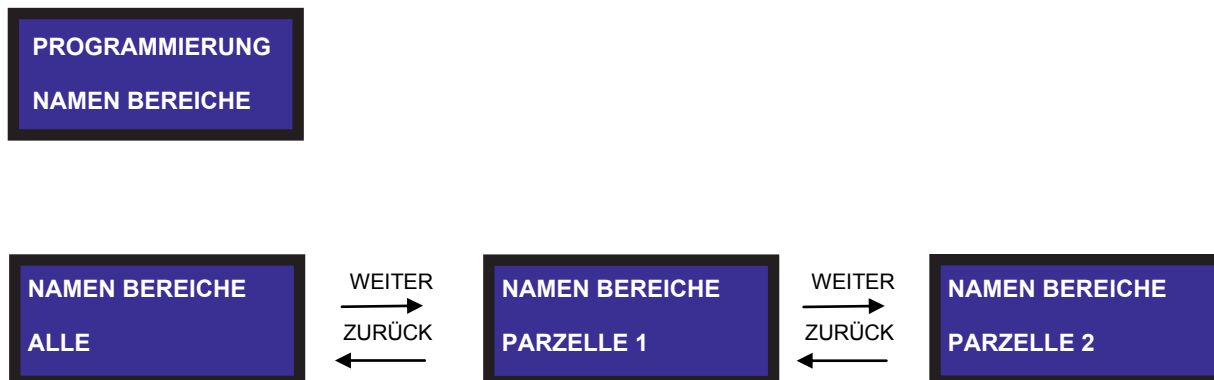 PROGRAMMIERUNG
NAMEN BEREICHE
NAMEN BEREICHE
ALLE
WEITER
ZURÜCK
NAMEN BEREICHE
PARZELLE 1
WEITER
ZURÜCK
NAMEN BEREICHE
PARZELLE 2